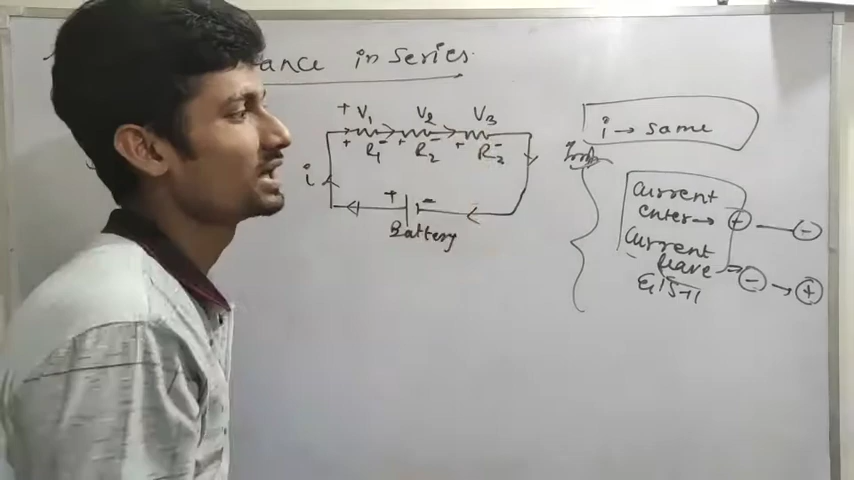 ance in series
+ V₁ V₂ V₃
+ - + - + -
R₁ R₂ R₃
i
+ -
Battery
i → same
Current
enter → + — -
Current
leave → - → +